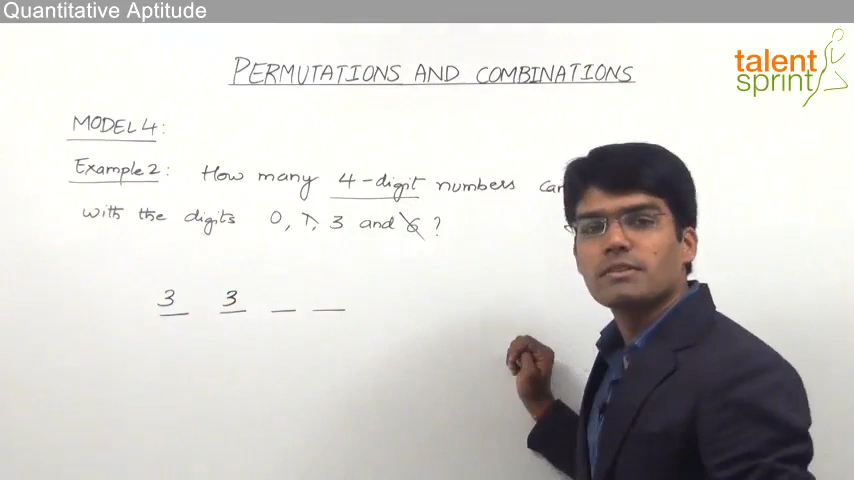 Quantitative Aptitude
talent
sprint
PERMUTATIONS AND COMBINATIONS
MODEL 4:
Example 2: How many 4-digit numbers can
with the digits 0, 1, 3 and 6 ?
3 3